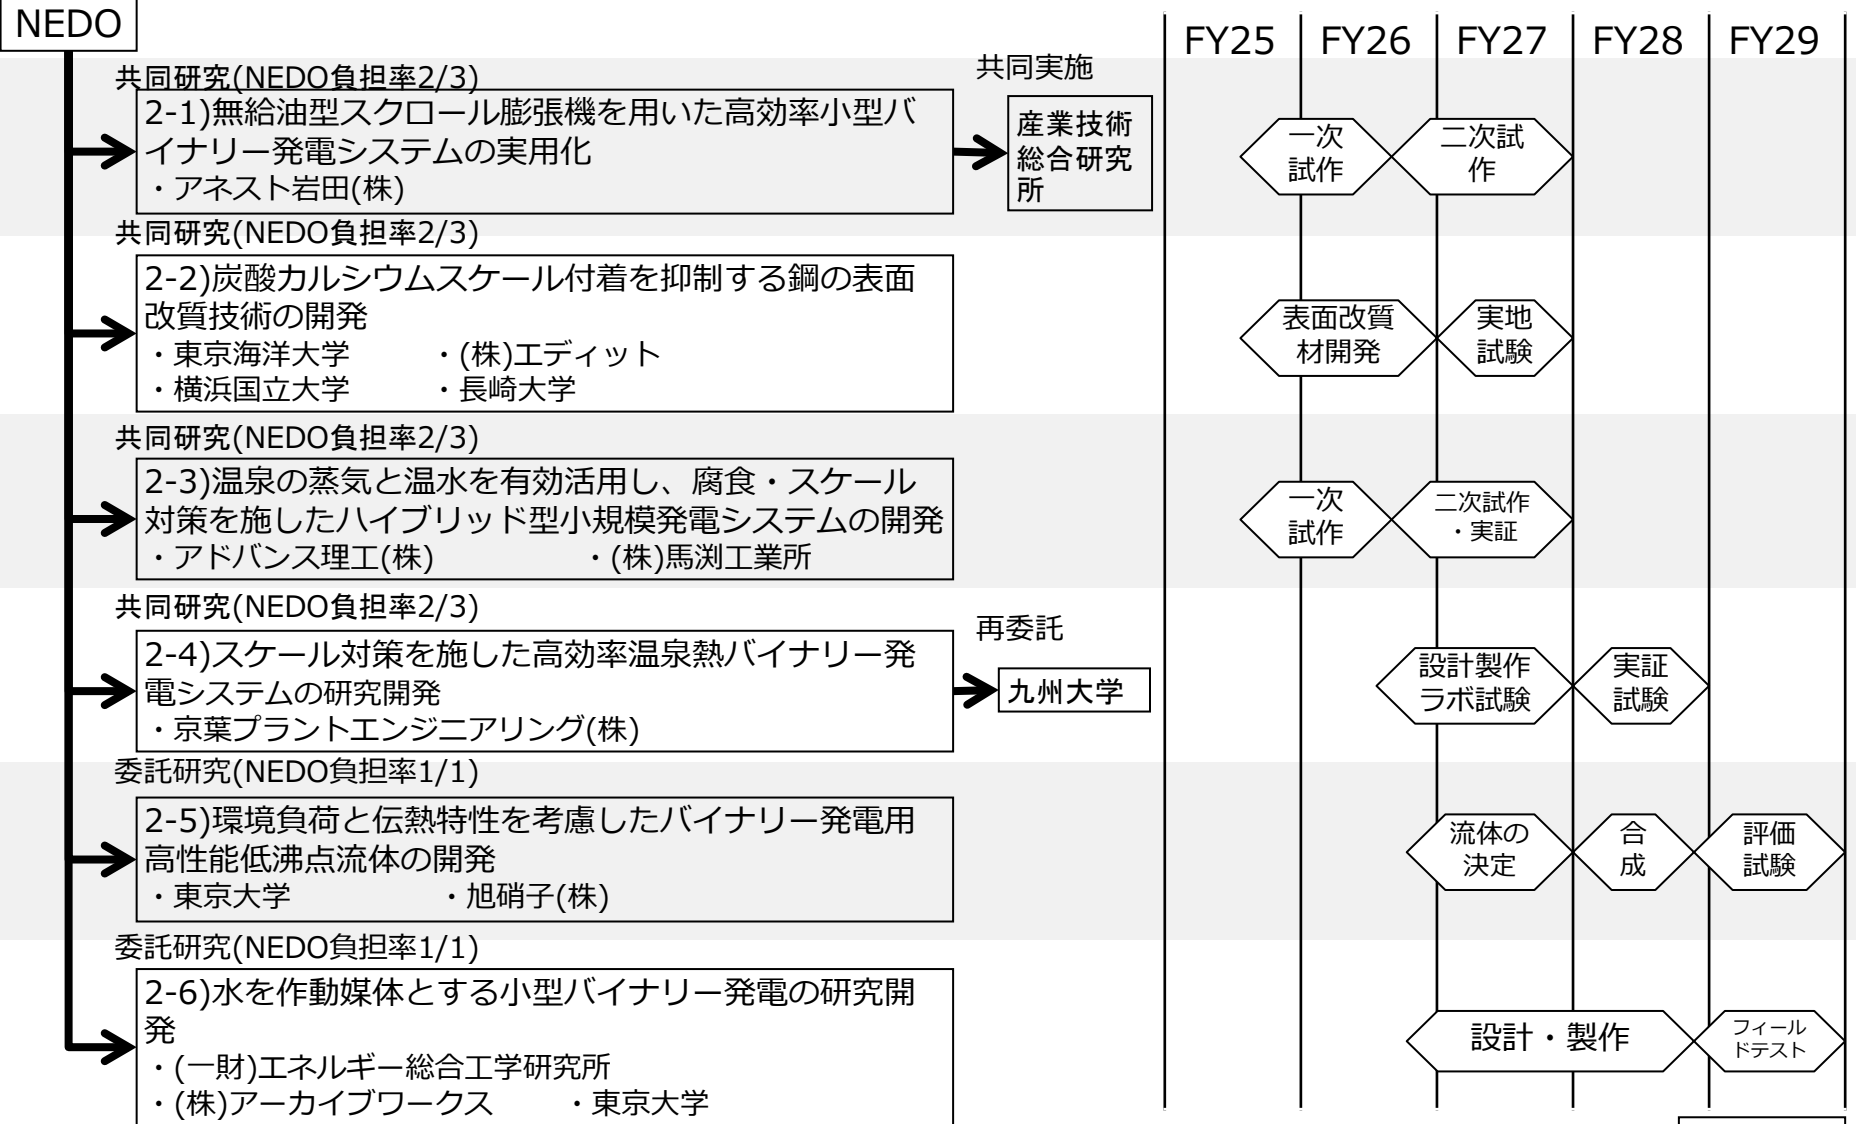 NEDO
FY25 FY26 FY27 FY28 FY29
共同研究(NEDO負担率2/3)
2-1)無給油型スクロール膨張機を用いた高効率小型バ
イナリー発電システムの実用化
・アネスト岩田(株)
共同実施
産業技術
総合研究
所
一次
試作
二次試
作
共同研究(NEDO負担率2/3)
2-2)炭酸カルシウムスケール付着を抑制する鋼の表面
改質技術の開発
・東京海洋大学 ・(株)エディット
・横浜国立大学 ・長崎大学
表面改質
材開発
実地
試験
共同研究(NEDO負担率2/3)
2-3)温泉の蒸気と温水を有効活用し、腐食・スケール
対策を施したハイブリッド型小規模発電システムの開発
・アドバンス理工(株) ・(株)馬渕工業所
一次
試作
二次試作
・実証
共同研究(NEDO負担率2/3)
2-4)スケール対策を施した高効率温泉熱バイナリー発
電システムの研究開発
・京葉プラントエンジニアリング(株)
再委託
九州大学
設計製作
ラボ試験
実証
試験
委託研究(NEDO負担率1/1)
2-5)環境負荷と伝熱特性を考慮したバイナリー発電用
高性能低沸点流体の開発
・東京大学 ・旭硝子(株)
流体の
決定
合
成
評価
試験
委託研究(NEDO負担率1/1)
2-6)水を作動媒体とする小型バイナリー発電の研究開
発
・(一財)エネルギー総合工学研究所
・(株)アーカイブワークス ・東京大学
設計・製作
フィール
ドテスト